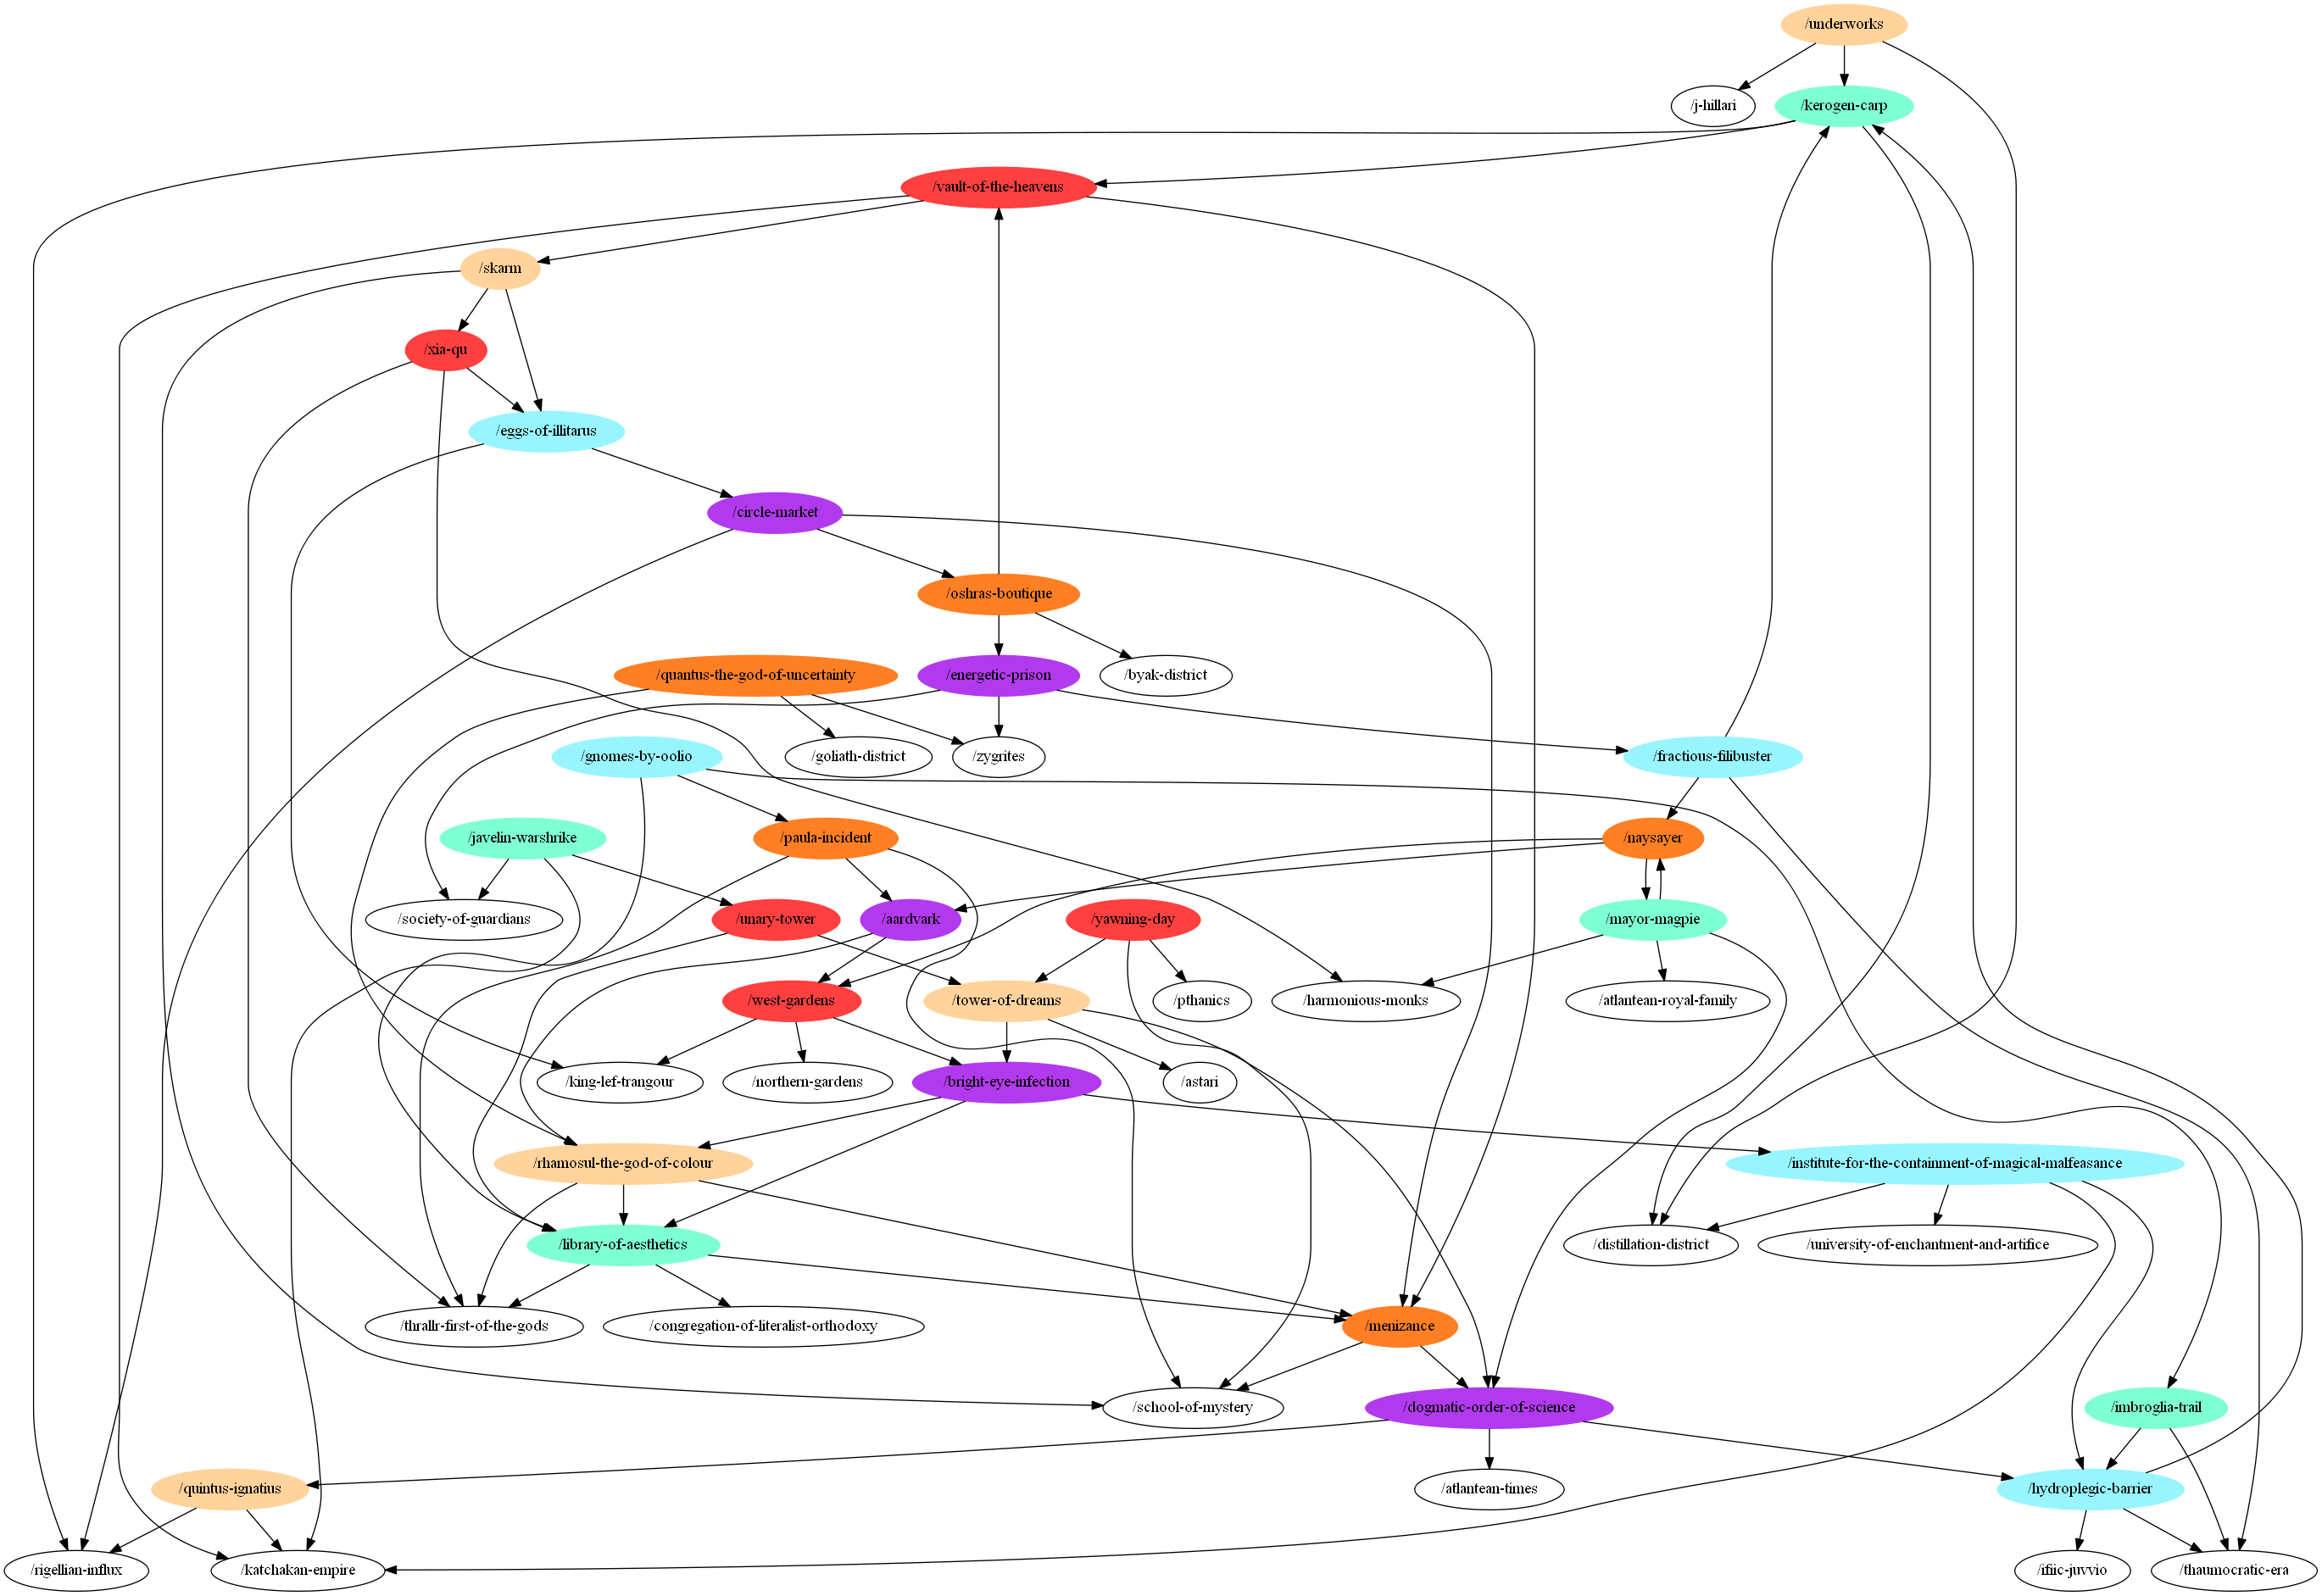 /underworks
/j-hillari
/kerogen-carp
/vault-of-the-heavens
/skarm
/xia-qu
/eggs-of-illitarus
/circle-market
/oshras-boutique
/quantus-the-god-of-uncertainty
/energetic-prison
/byak-district
/gnomes-by-oolio
/goliath-district
/zygrites
/fractious-filibuster
/javelin-warshrike
/paula-incident
/naysayer
/society-of-guardians
/unary-tower
/aardvark
/yawning-day
/mayor-magpie
/west-gardens
/tower-of-dreams
/pthanics
/harmonious-monks
/atlantean-royal-family
/king-lef-trangour
/northern-gardens
/bright-eye-infection
/astari
/rhamosul-the-god-of-colour
/institute-for-the-containment-of-magical-malfeasance
/library-of-aesthetics
/distillation-district
/university-of-enchantment-and-artifice
/thrallr-first-of-the-gods
/congregation-of-literalist-orthodoxy
/menizance
/school-of-mystery
/dogmatic-order-of-science
/imbroglia-trail
/quintus-ignatius
/atlantean-times
/hydroplegic-barrier
/rigellian-influx
/katchakan-empire
/ifiic-juvvio
/thaumocratic-era